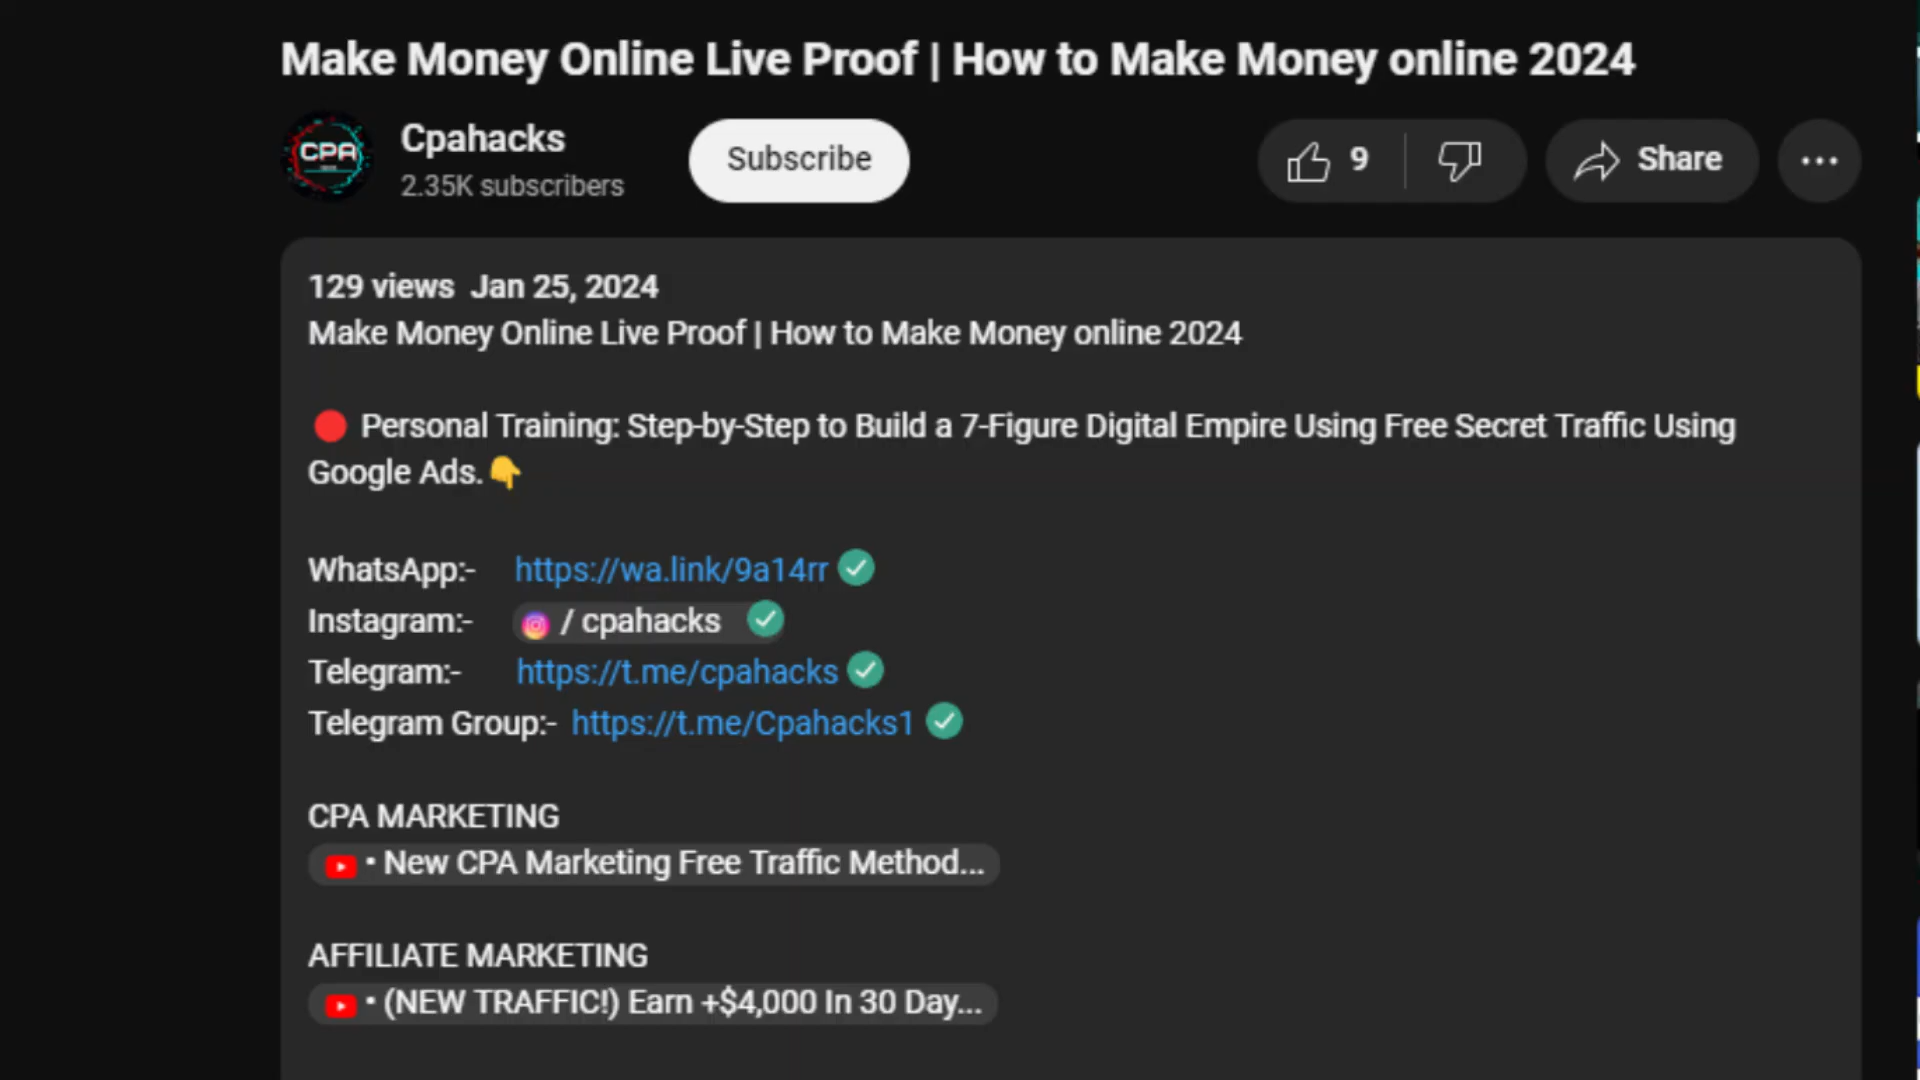 Make Money Online Live Proof | How to Make Money online 2024
CPA
Cpahacks
2.35K subscribers
Subscribe
9
Share
129 views Jan 25, 2024
Make Money Online Live Proof | How to Make Money online 2024
Personal Training: Step-by-Step to Build a 7-Figure Digital Empire Using Free Secret Traffic Using
Google Ads.
WhatsApp:- https://wa.link/9a14rr
Instagram:- / cpahacks
Telegram:- https://t.me/cpahacks
Telegram Group:- https://t.me/Cpahacks1
CPA MARKETING
• New CPA Marketing Free Traffic Method...
AFFILIATE MARKETING
• (NEW TRAFFIC!) Earn +$4,000 In 30 Day...